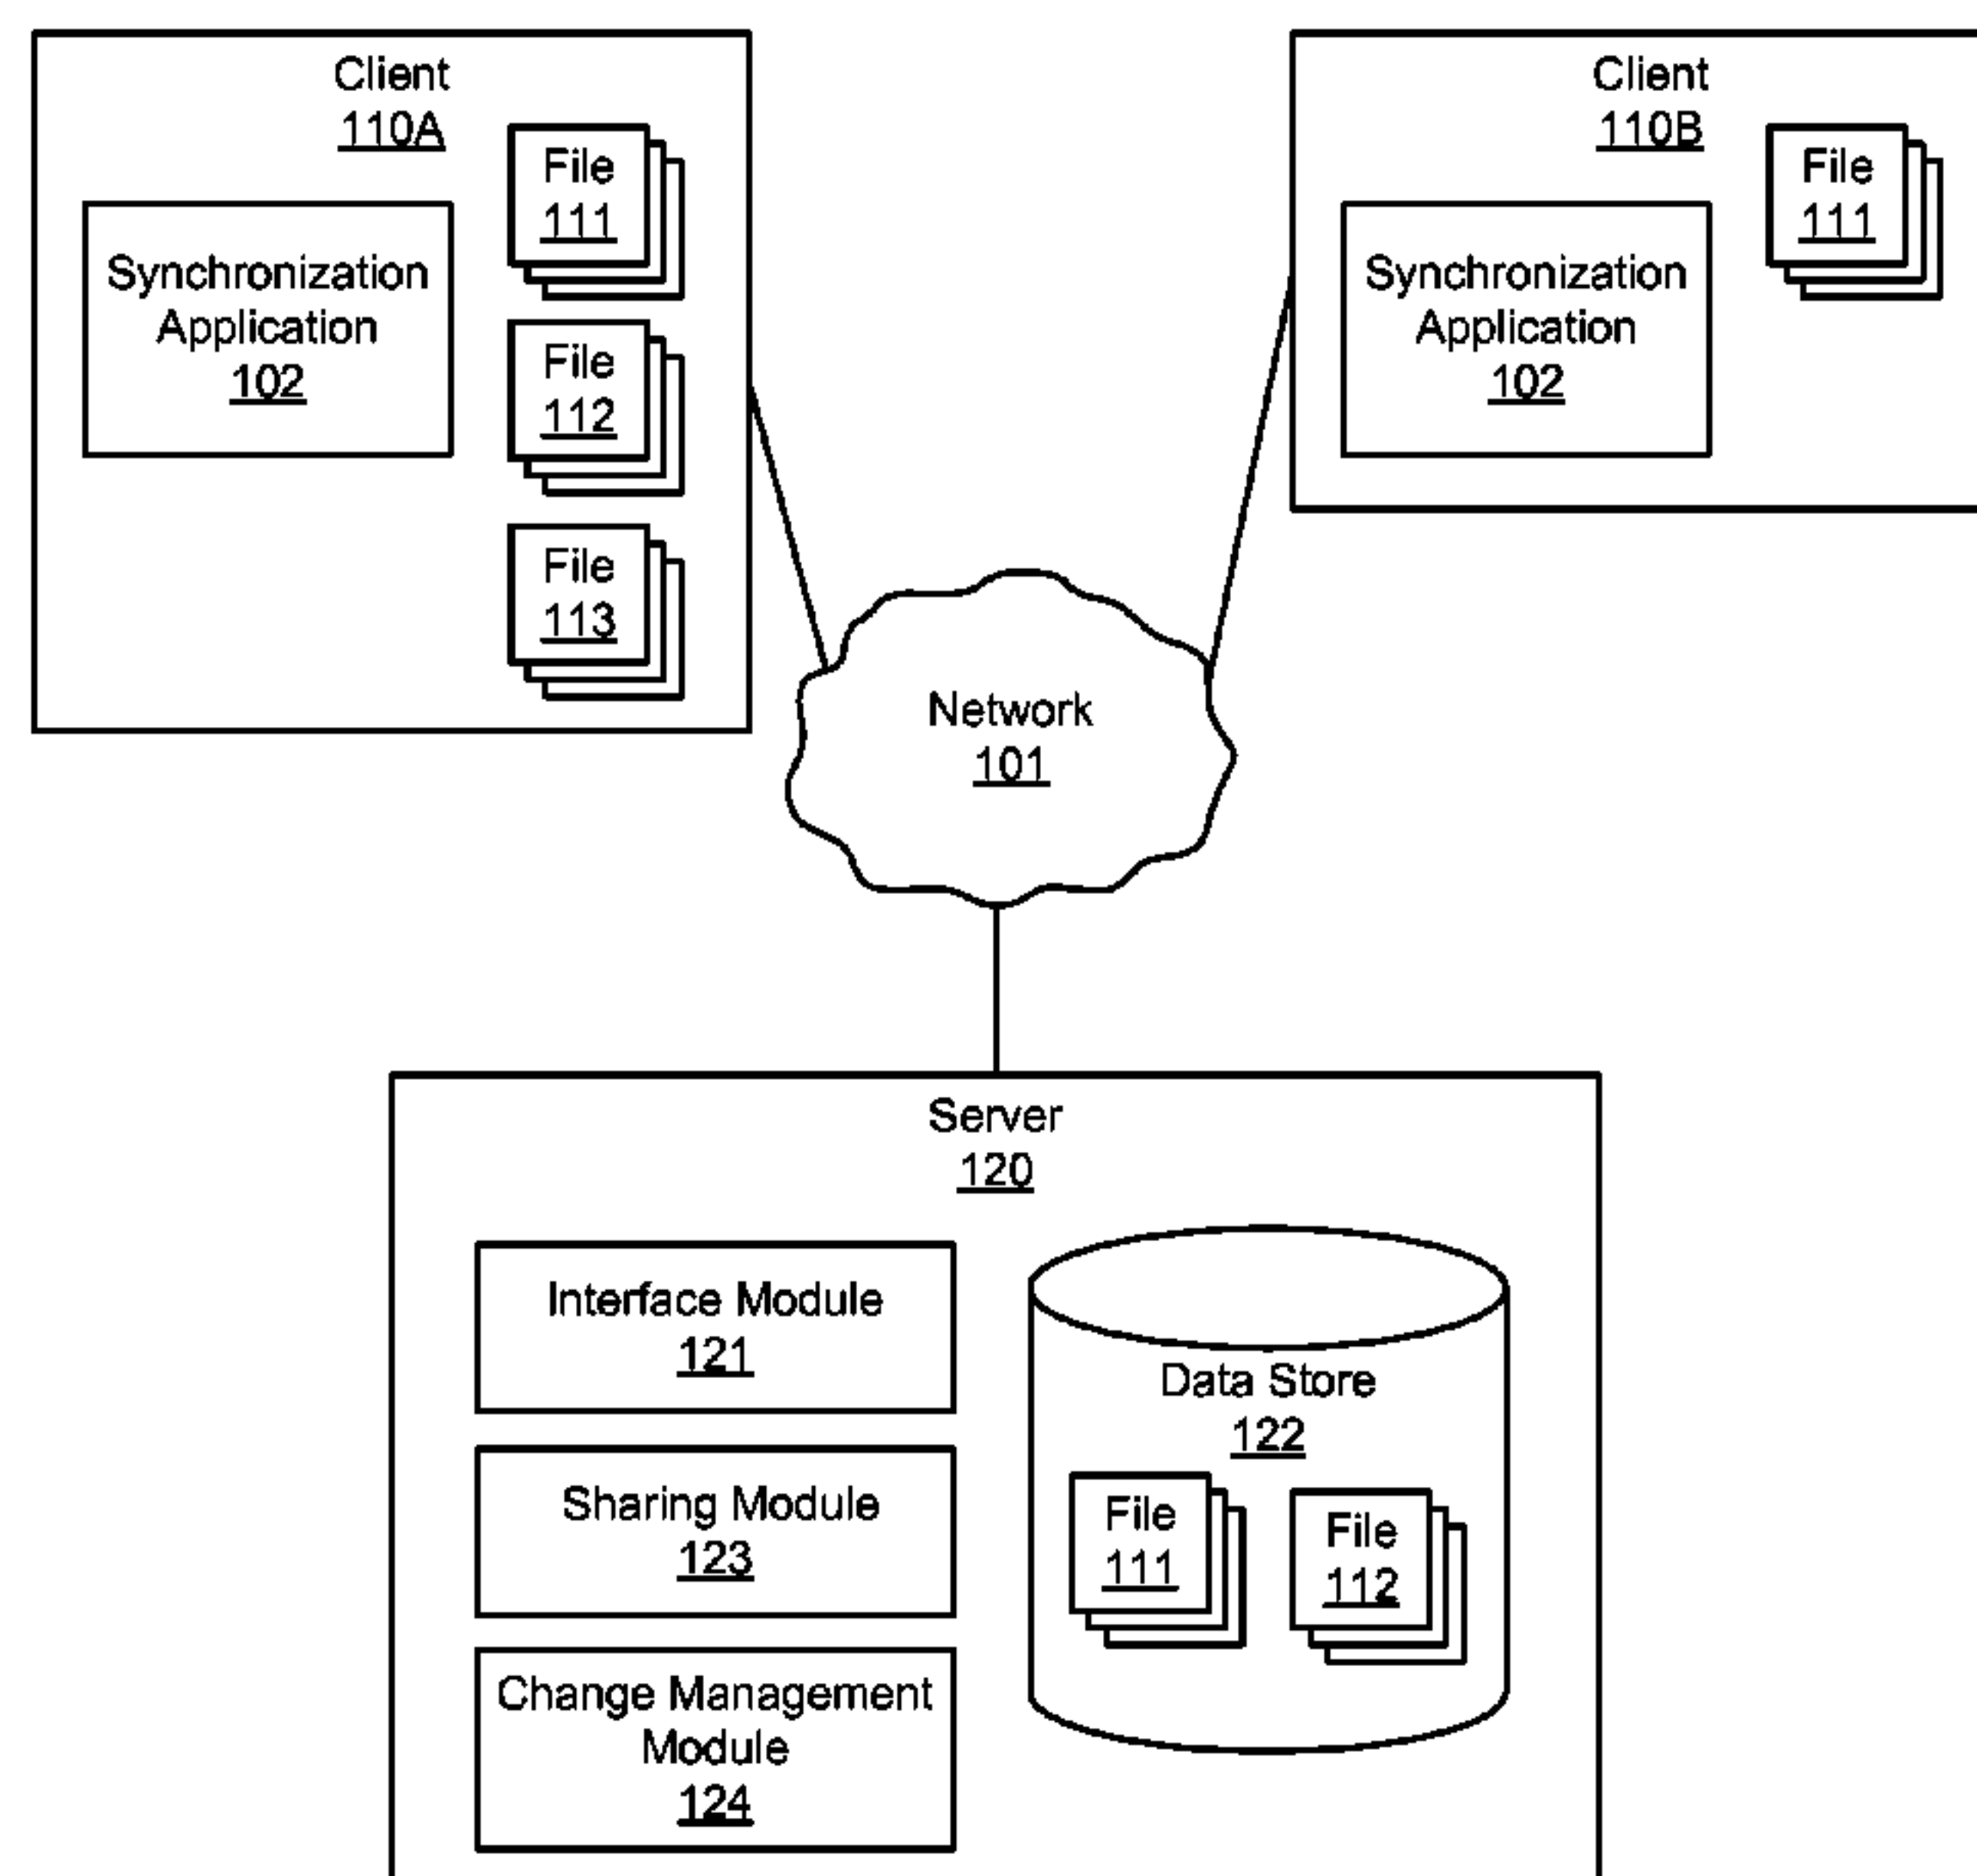 Client
110A
File
111
Synchronization
Application
102
File
112
File
113
Client
110B
File
111
Synchronization
Application
102
Network
101
Server
120
Interface Module
121
Sharing Module
123
Change Management
Module
124
Data Store
122
File
111
File
112